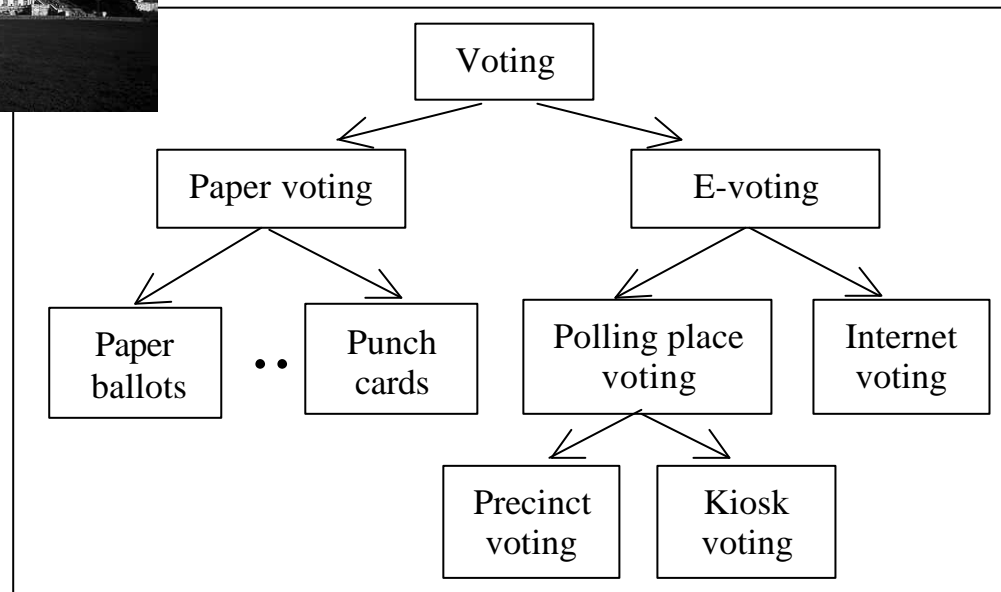 Voting
Paper voting
E-voting
Paper
ballots
..
Punch
cards
Polling place
voting
Internet
voting
Precinct
voting
Kiosk
voting